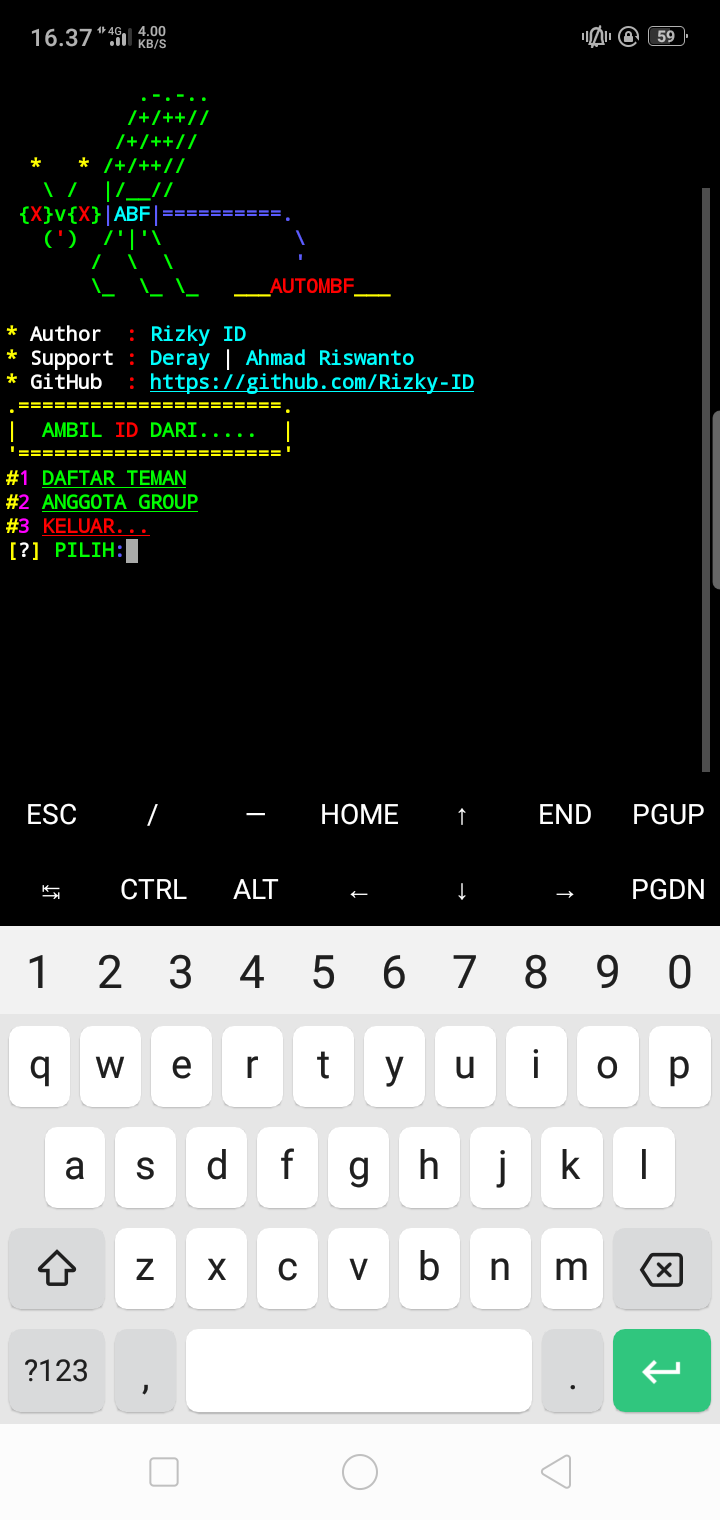 16.37 4G 4.00 KB/S 59
.-.-..
/+/++//
/+/++//
* * /+/++//
\ / |/__//
{X}v{X}|ABF|==========.
(') /'|'\ \
/ \ \ '
\_ \_ \_ ___AUTOMBF___
* Author : Rizky ID
* Support : Deray | Ahmad Riswanto
* GitHub : https://github.com/Rizky-ID
.======================.
| AMBIL ID DARI..... |
'======================'
#1 DAFTAR TEMAN
#2 ANGGOTA GROUP
#3 KELUAR...
[?] PILIH:
ESC / — HOME ↑ END PGUP
↹ CTRL ALT ← ↓ → PGDN
1 2 3 4 5 6 7 8 9 0
q w e r t y u i o p
a s d f g h j k l
z x c v b n m
?123 , .